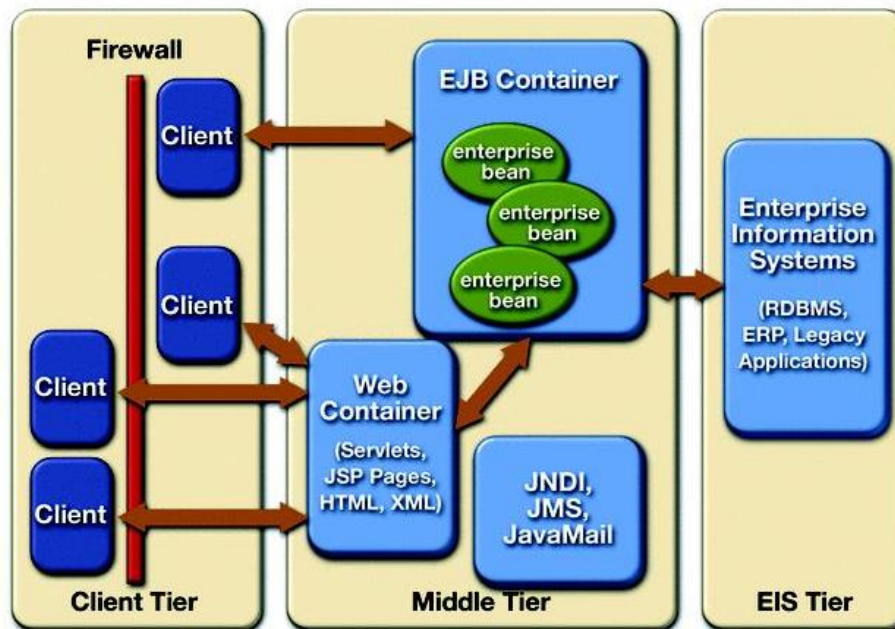 Firewall
Client
Client
Client
Client
Client Tier
EJB Container
enterprise
bean
enterprise
bean
enterprise
bean
Web
Container
(Servlets,
JSP Pages,
HTML, XML)
JNDI,
JMS,
JavaMail
Middle Tier
Enterprise
Information
Systems
(RDBMS,
ERP, Legacy
Applications)
EIS Tier